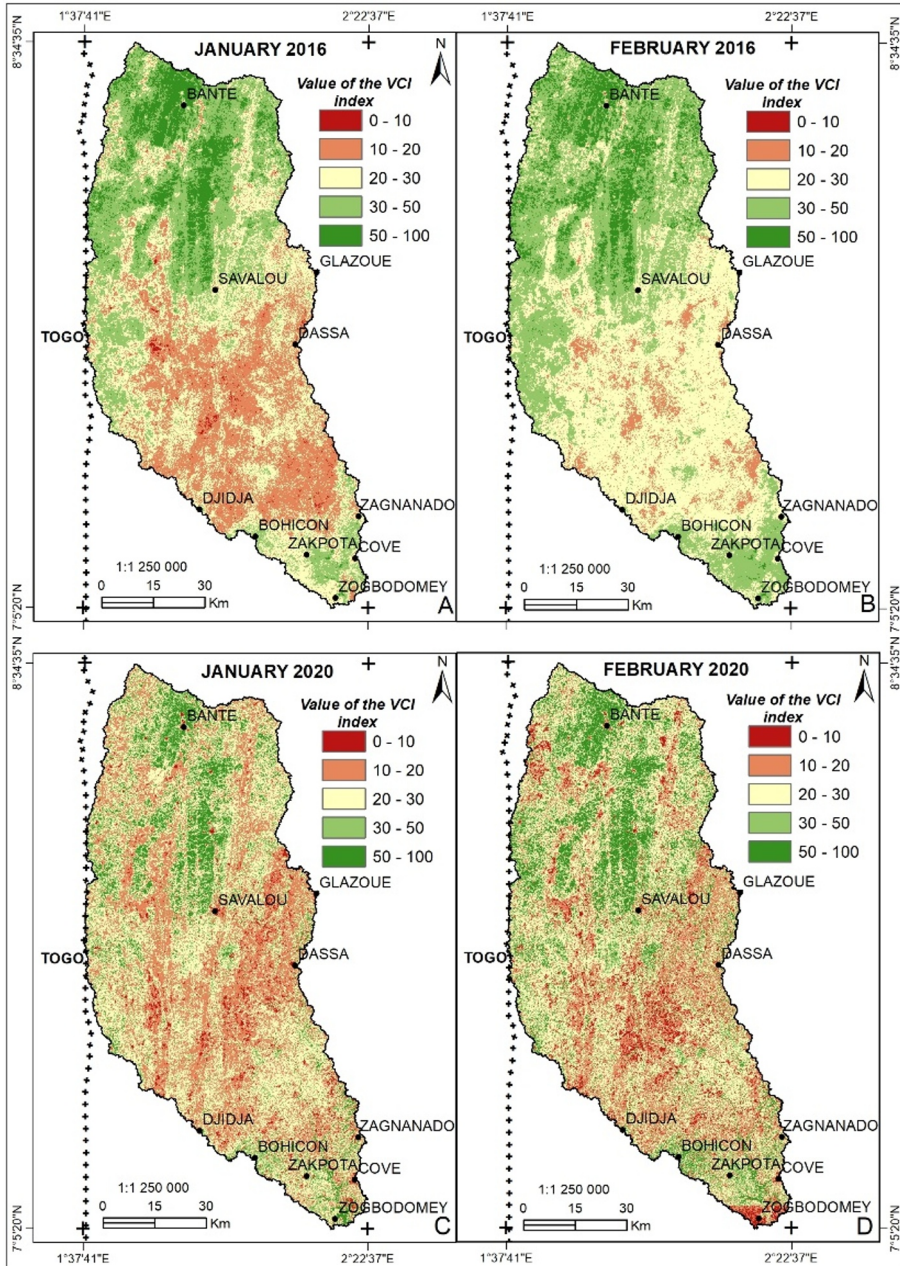 1°37'41" 2°22'37" 1°37'41" 2°22'37"
8°34'35"N
8°34'35"N
JANUARY 2016
N
Value of the VCI
index
0 - 10
10 - 20
20 - 30
30 - 50
50 - 100
BANTE
SAVALOU
GLAZOUE
DASSA
TOGO
DJIDJA
ZAGNANADO
BOHICON
ZAKPOTA
COVE
ZOGBODOMEY
1:1 250 000
0 15 30
Km
A
7°5'20"N
FEBRUARY 2016
Value of the VCI
index
0 - 10
10 - 20
20 - 30
30 - 50
50 - 100
BANTE
SAVALOU
GLAZOUE
DASSA
TOGO
DJIDJA
ZAGNANADO
BOHICON
ZAKPOTA
COVE
ZOGBODOMEY
1:1 250 000
0 15 30
Km
B
7°5'20"N
8°34'35"N
8°34'35"N
JANUARY 2020
N
Value of the VCI
index
0 - 10
10 - 20
20 - 30
30 - 50
50 - 100
BANTE
SAVALOU
GLAZOUE
DASSA
TOGO
DJIDJA
ZAGNANADO
BOHICON
ZAKPOTA
COVE
ZOGBODOMEY
1:1 250 000
0 15 30
Km
C
7°5'20"N
FEBRUARY 2020
N
Value of the VCI
index
0 - 10
10 - 20
20 - 30
30 - 50
50 - 100
BANTE
SAVALOU
GLAZOUE
DASSA
TOGO
DJIDJA
ZAGNANADO
BOHICON
ZAKPOTA
COVE
ZOGBODOMEY
1:1 250 000
0 15 30
Km
D
7°5'20"N
1°37'41" 2°22'37"E 1°37'41"E 2°22'37"E